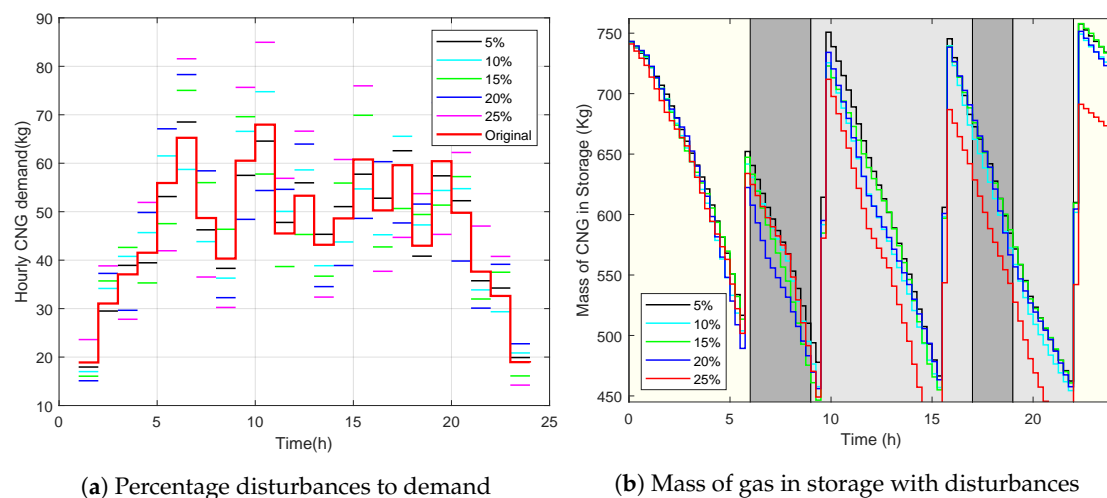 90
80
70
60
50
40
30
20
10
Hourly CNG demand(kg)
5%
10%
15%
20%
25%
Original
0 5 10 15 20 25
Time(h)
(a) Percentage disturbances to demand
750
700
650
600
550
500
450
Mass of CNG in Storage (Kg)
5%
10%
15%
20%
25%
0 5 10 15 20
Time (h)
(b) Mass of gas in storage with disturbances